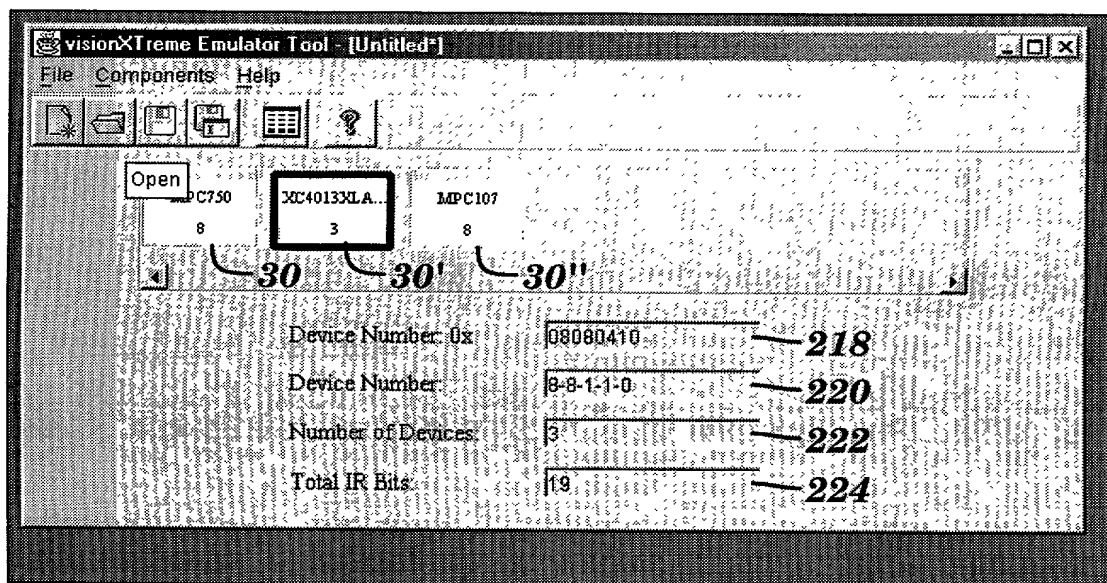 visionXTreme Emulator Tool - [Untitled*]
File Components Help
Open
MPC750 XC4013XLA... MPC107
8 3 8
30 30' 30"
Device Number: 0x 08080410 218
Device Number: 8-8-1-1-0 220
Number of Devices: 3 222
Total IR Bits: 19 224